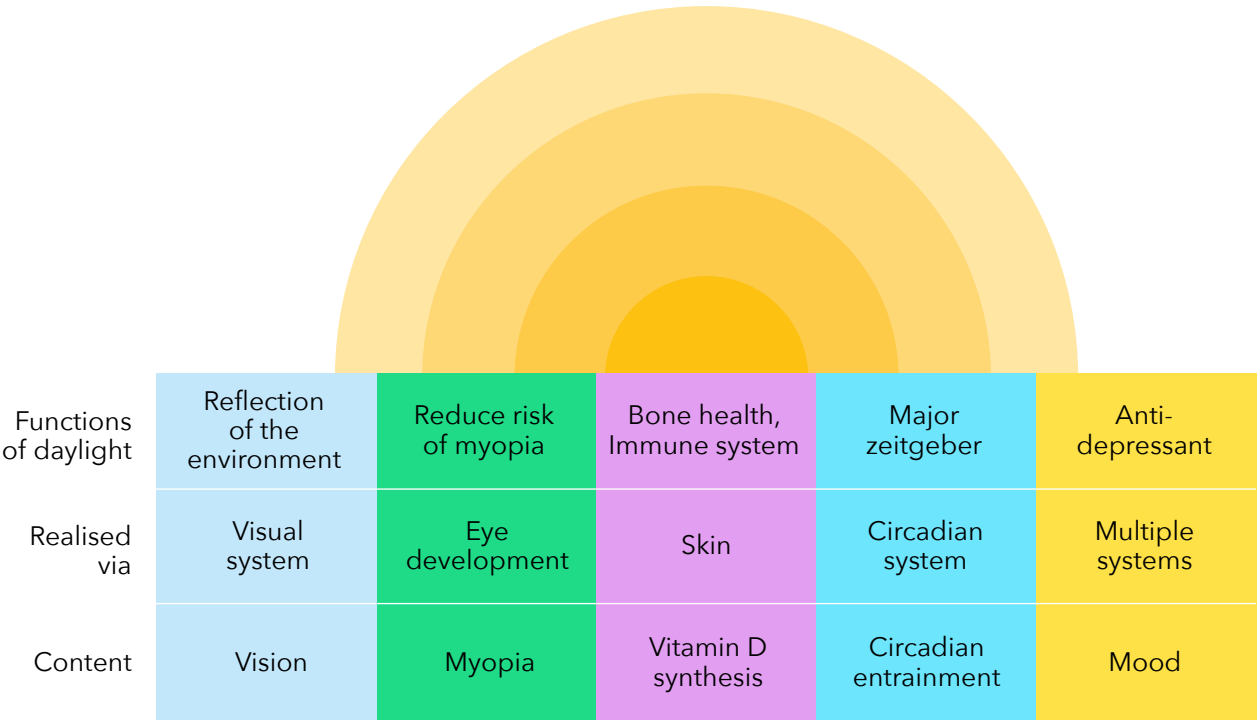 Functions
of daylight
Reflection
of the
environment
Reduce risk
of myopia
Bone health,
Immune system
Major
zeitgeber
Anti-
depressant
Realised
via
Visual
system
Eye
development
Skin
Circadian
system
Multiple
systems
Content
Vision
Myopia
Vitamin D
synthesis
Circadian
entrainment
Mood